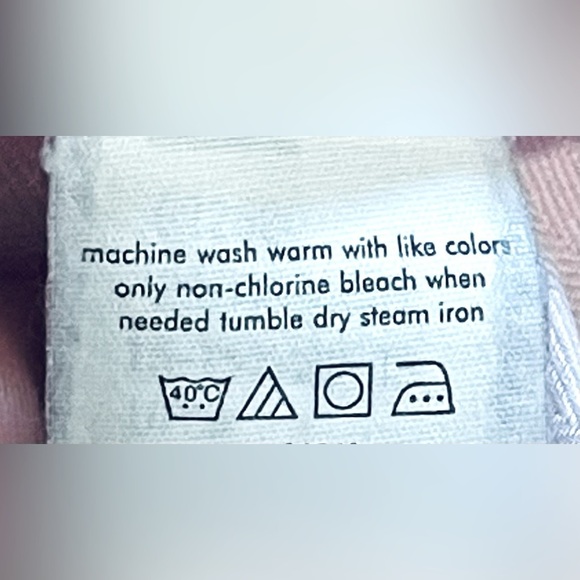 machine wash warm with like colors
only non-chlorine bleach when
needed tumble dry steam iron
40°C